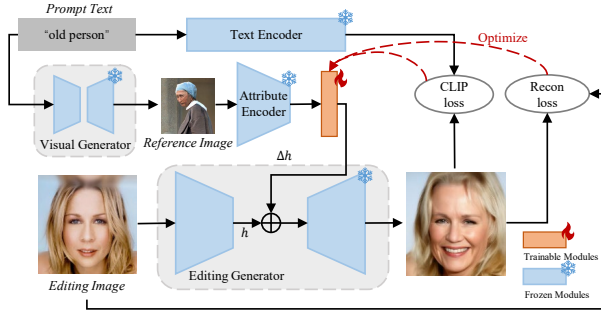 Prompt Text
“old person”
Text Encoder
Optimize
Attribute
Encoder
CLIP
loss
Recon
loss
Visual Generator
Reference Image
Δh
h
Editing Generator
Editing Image
Trainable Modules
Frozen Modules